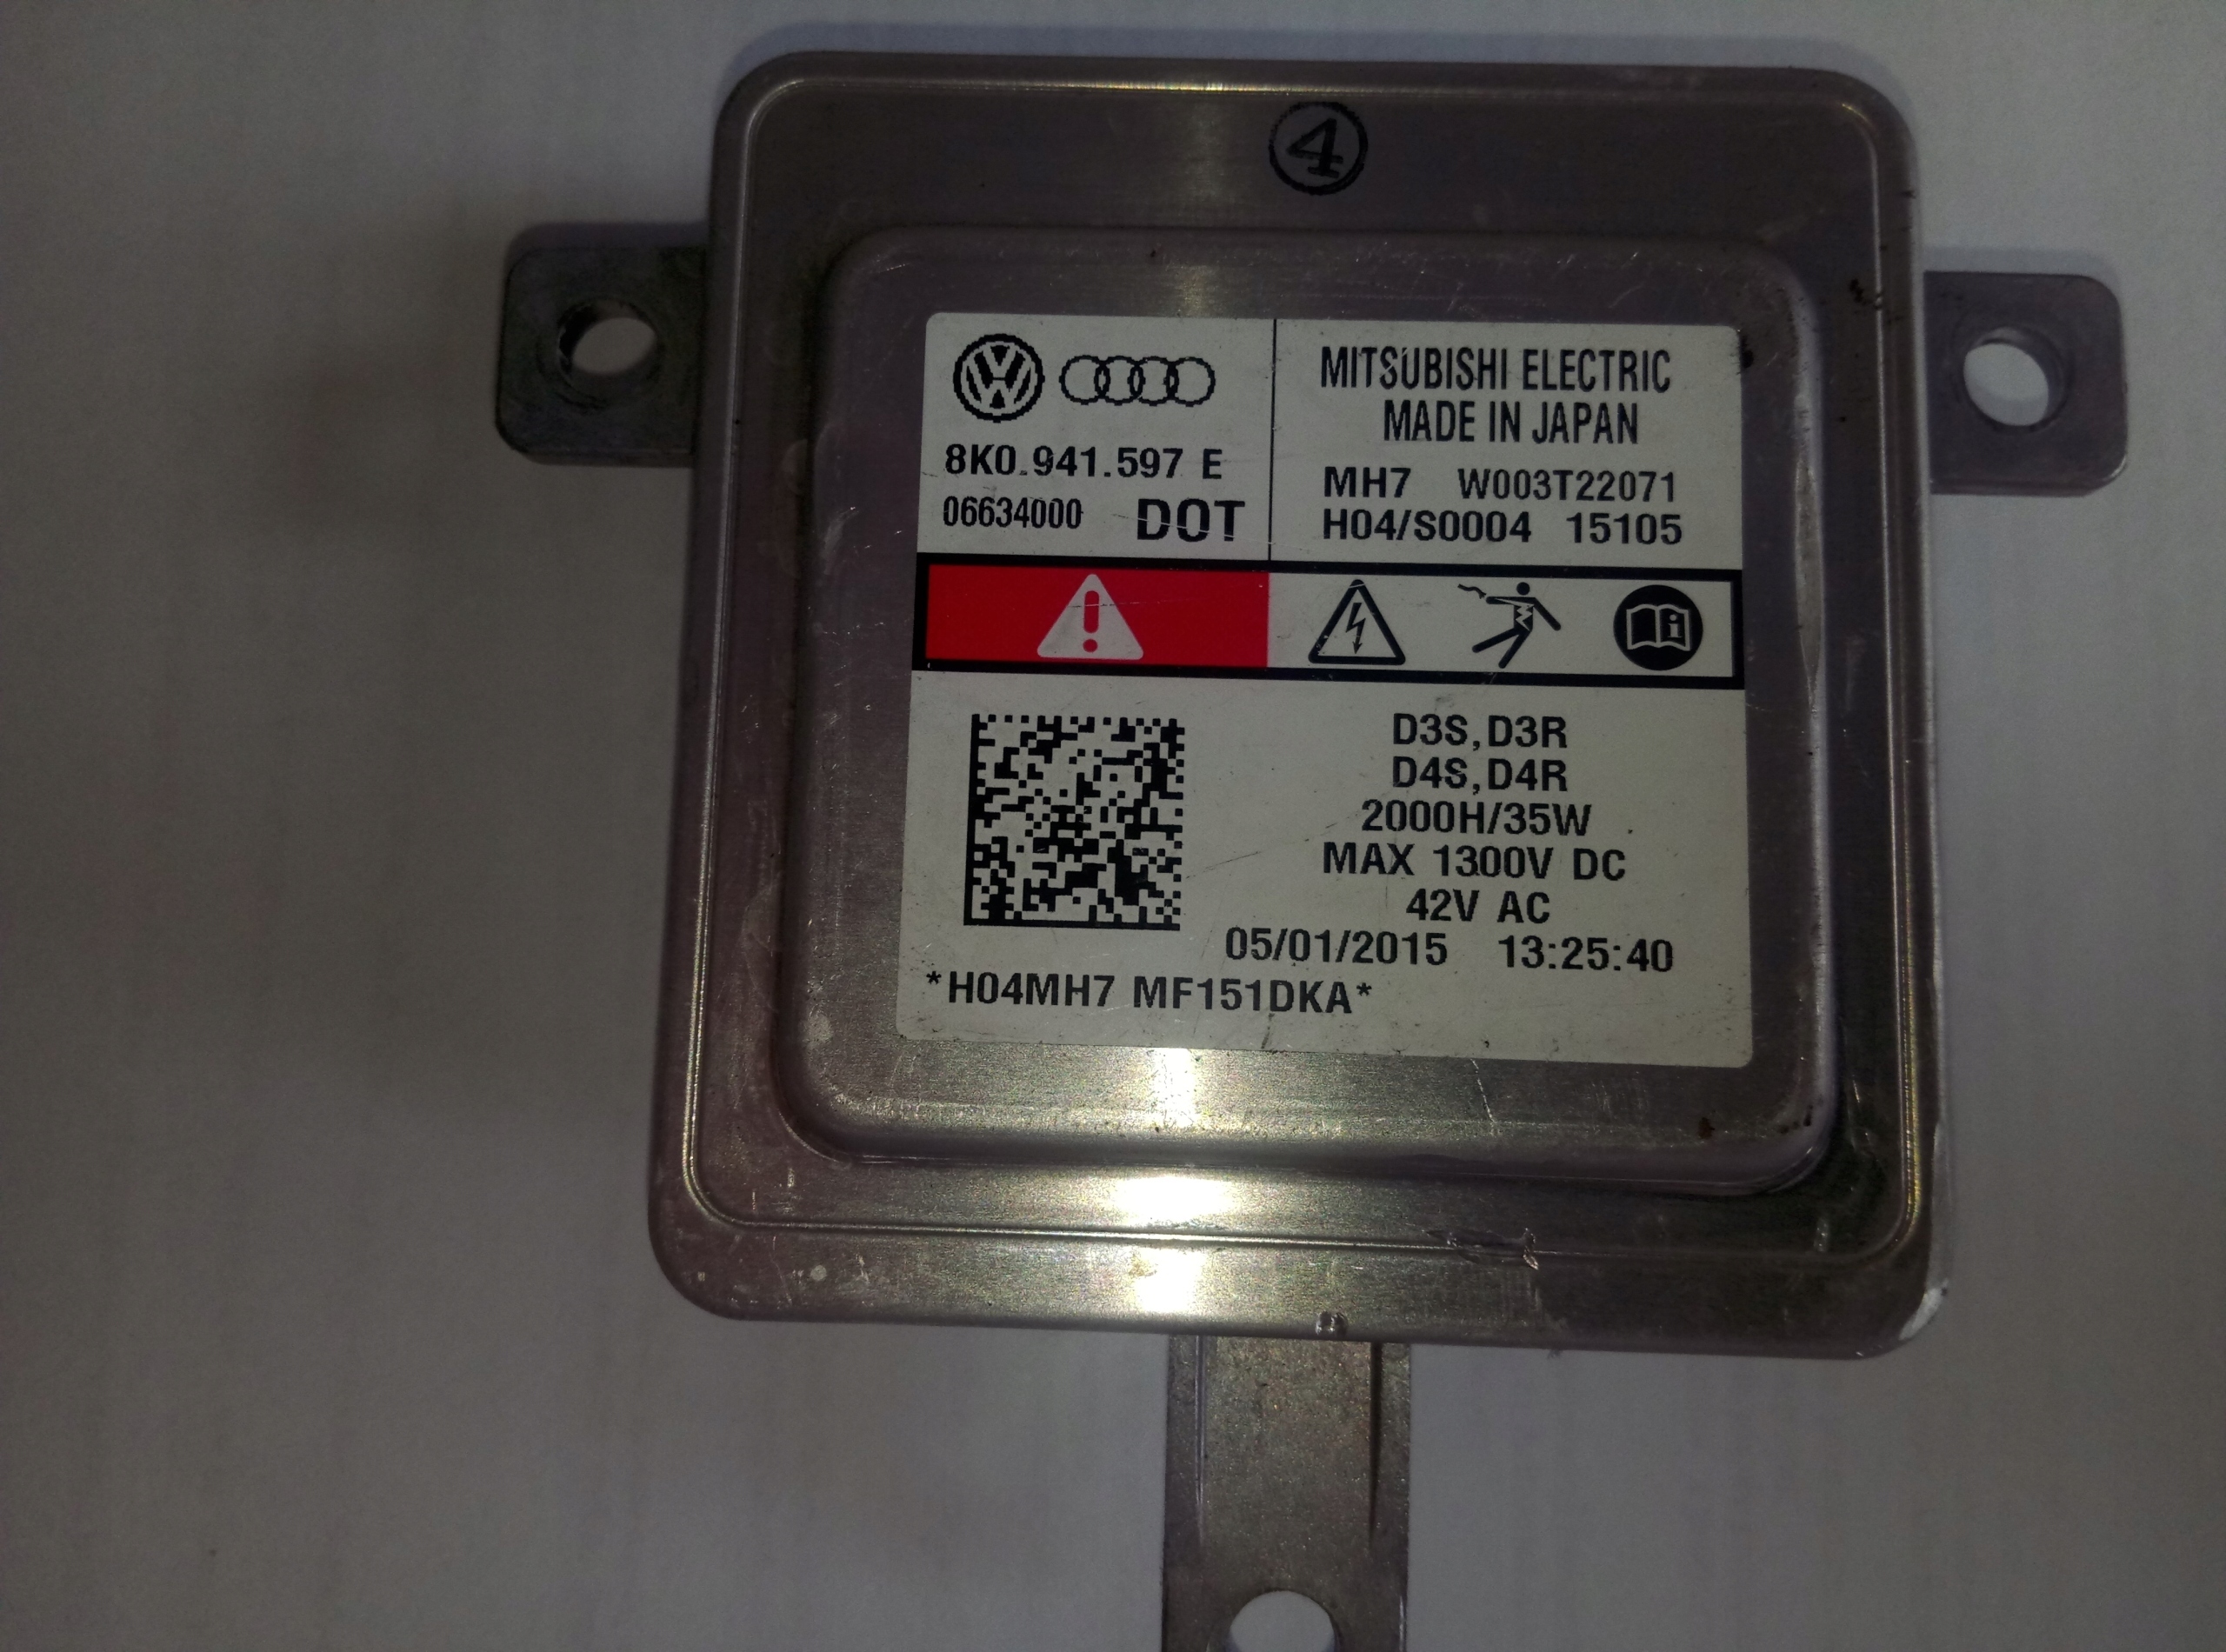 4
8K0.941.597 E
06634000 DOT
MITSUBISHI ELECTRIC
MADE IN JAPAN
MH7 W003T22071
H04/S0004 15105
D3S,D3R
D4S,D4R
2000H/35W
MAX 1300V DC
42V AC
05/01/2015 13:25:40
*H04MH7 MF151DKA*